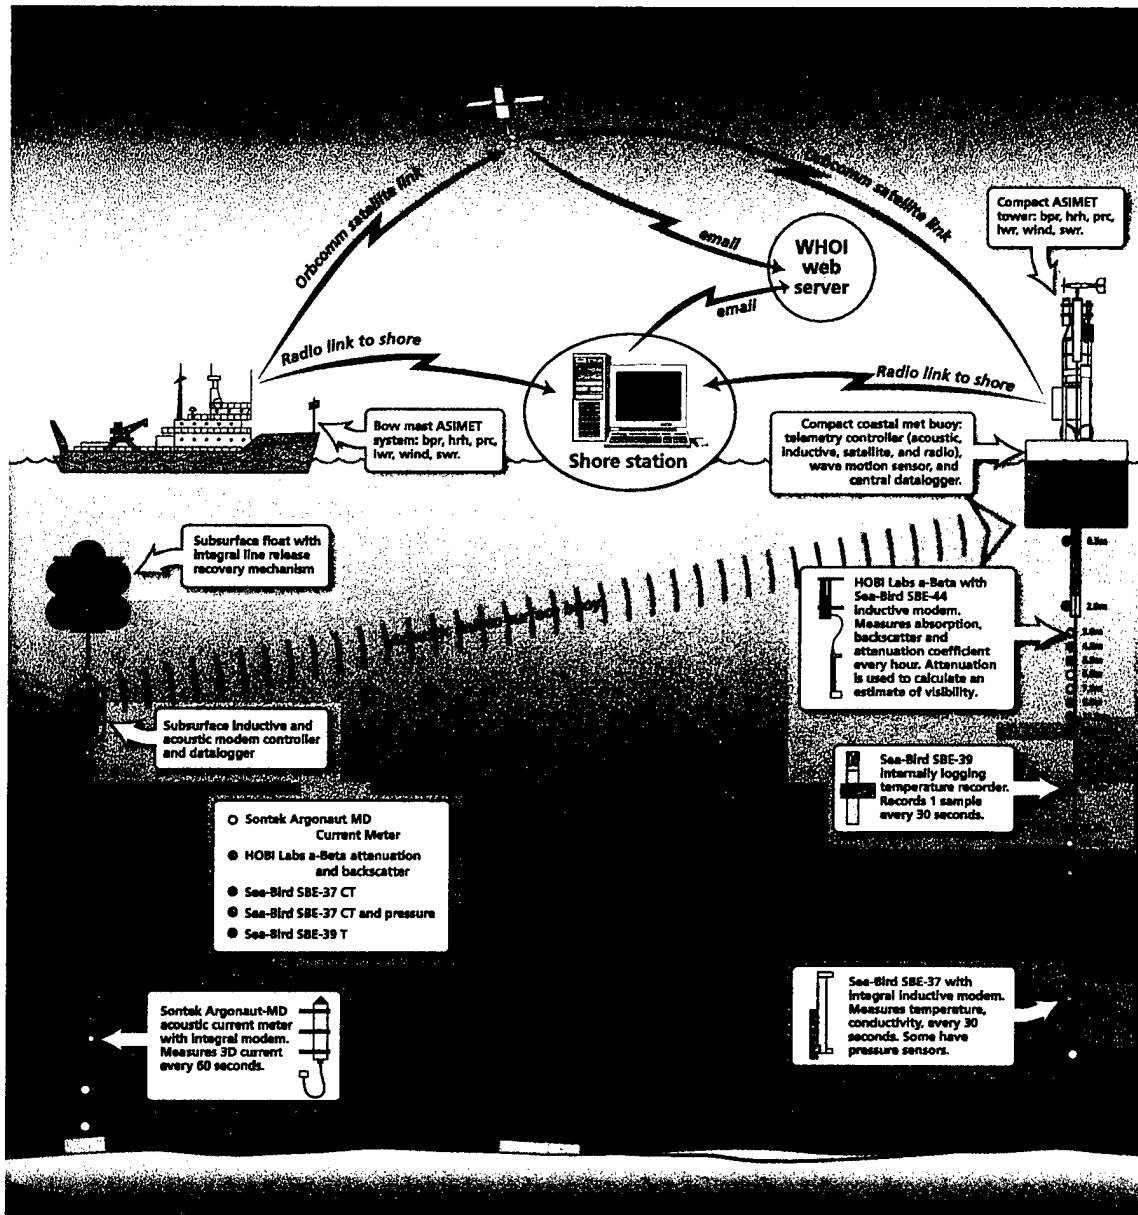 Orbcomm satellite link
Orbcomm satellite link
Compact ASIMET
tower: bpr, hrh, prc,
lwr, wind, swr.
email
WHOI
web
server
email
Radio link to shore
Radio link to shore
Shore station
Bow mast ASIMET
system: bpr, hrh, prc,
lwr, wind, swr.
Compact coastal met buoy:
telemetry controller (acoustic,
inductive, satellite, and radio),
wave motion sensor, and
central datalogger.
Subsurface float with
integral line release
recovery mechanism
surface buoy
HOBI Labs a-Beta with
Sea-Bird SBE-44
inductive modem.
Measures absorption,
backscatter and
attenuation coefficient
every hour. Attenuation
is used to calculate an
estimate of visibility.
2.0m
Subsurface inductive and
acoustic modem controller
and datalogger
Sea-Bird SBE-39
internally logging
temperature recorder.
Records 1 sample
every 30 seconds.
Sontek Argonaut MD
Current Meter
HOBI Labs a-Beta attenuation
and backscatter
Sea-Bird SBE-37 CT
Sea-Bird SBE-37 CT and pressure
Sea-Bird SBE-39 T
Sontek Argonaut-MD
acoustic current meter
with integral modem.
Measures 3D current
every 60 seconds.
Sea-Bird SBE-37 with
integral inductive modem.
Measures temperature,
conductivity, every 30
seconds. Some have
pressure sensors.